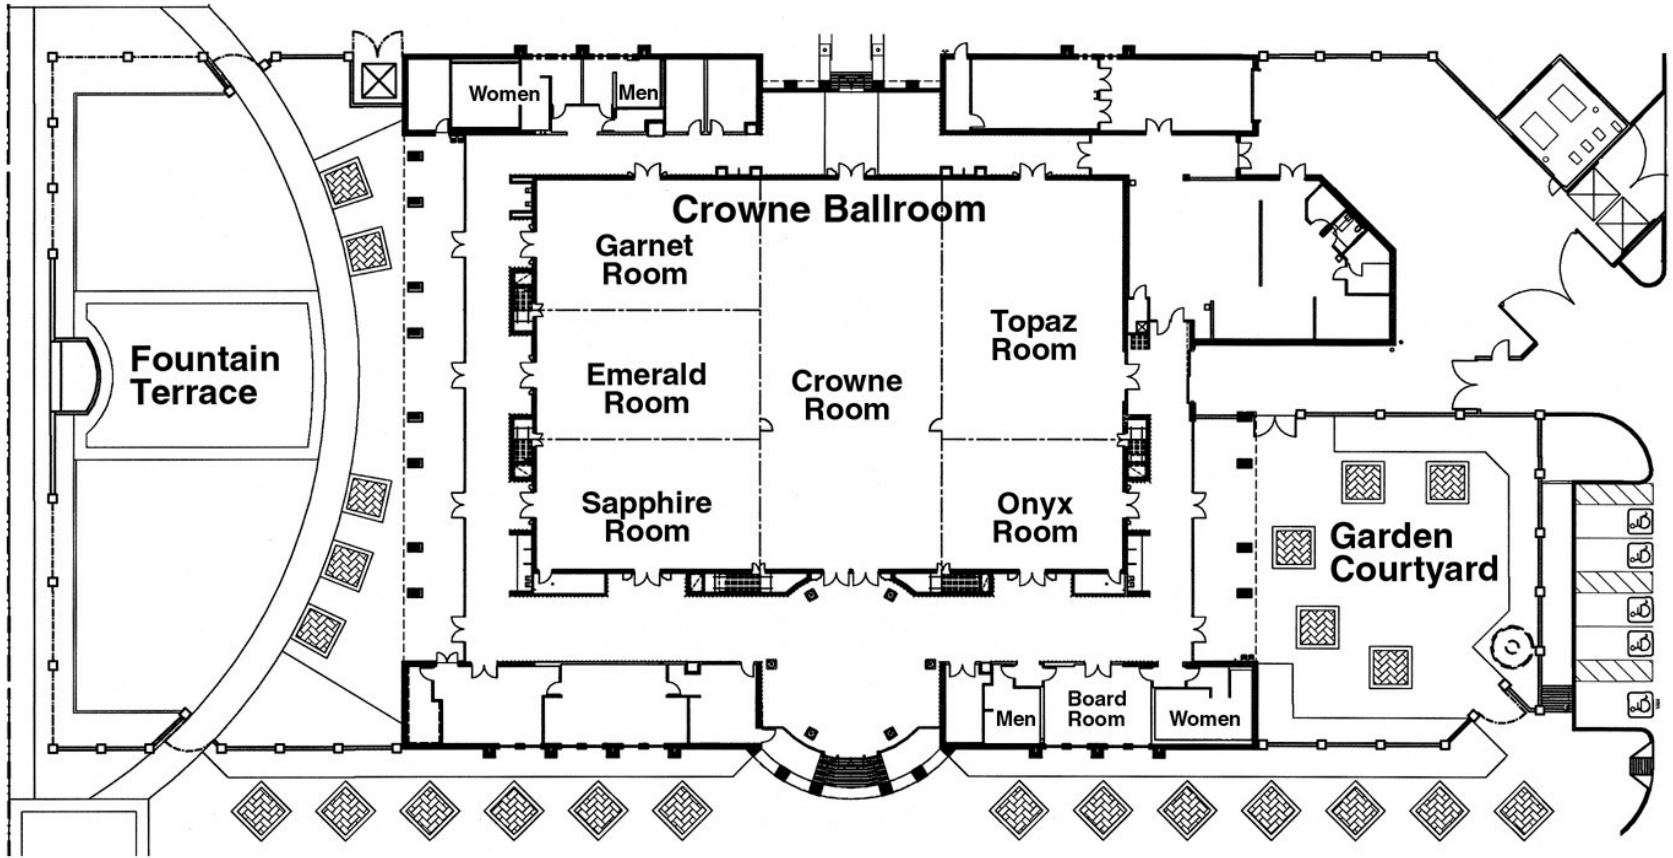 Women
Men
Crowne Ballroom
Garnet
Room
Topaz
Room
Fountain
Terrace
Emerald
Room
Crowne
Room
Sapphire
Room
Onyx
Room
Garden
Courtyard
Men
Board
Room
Women